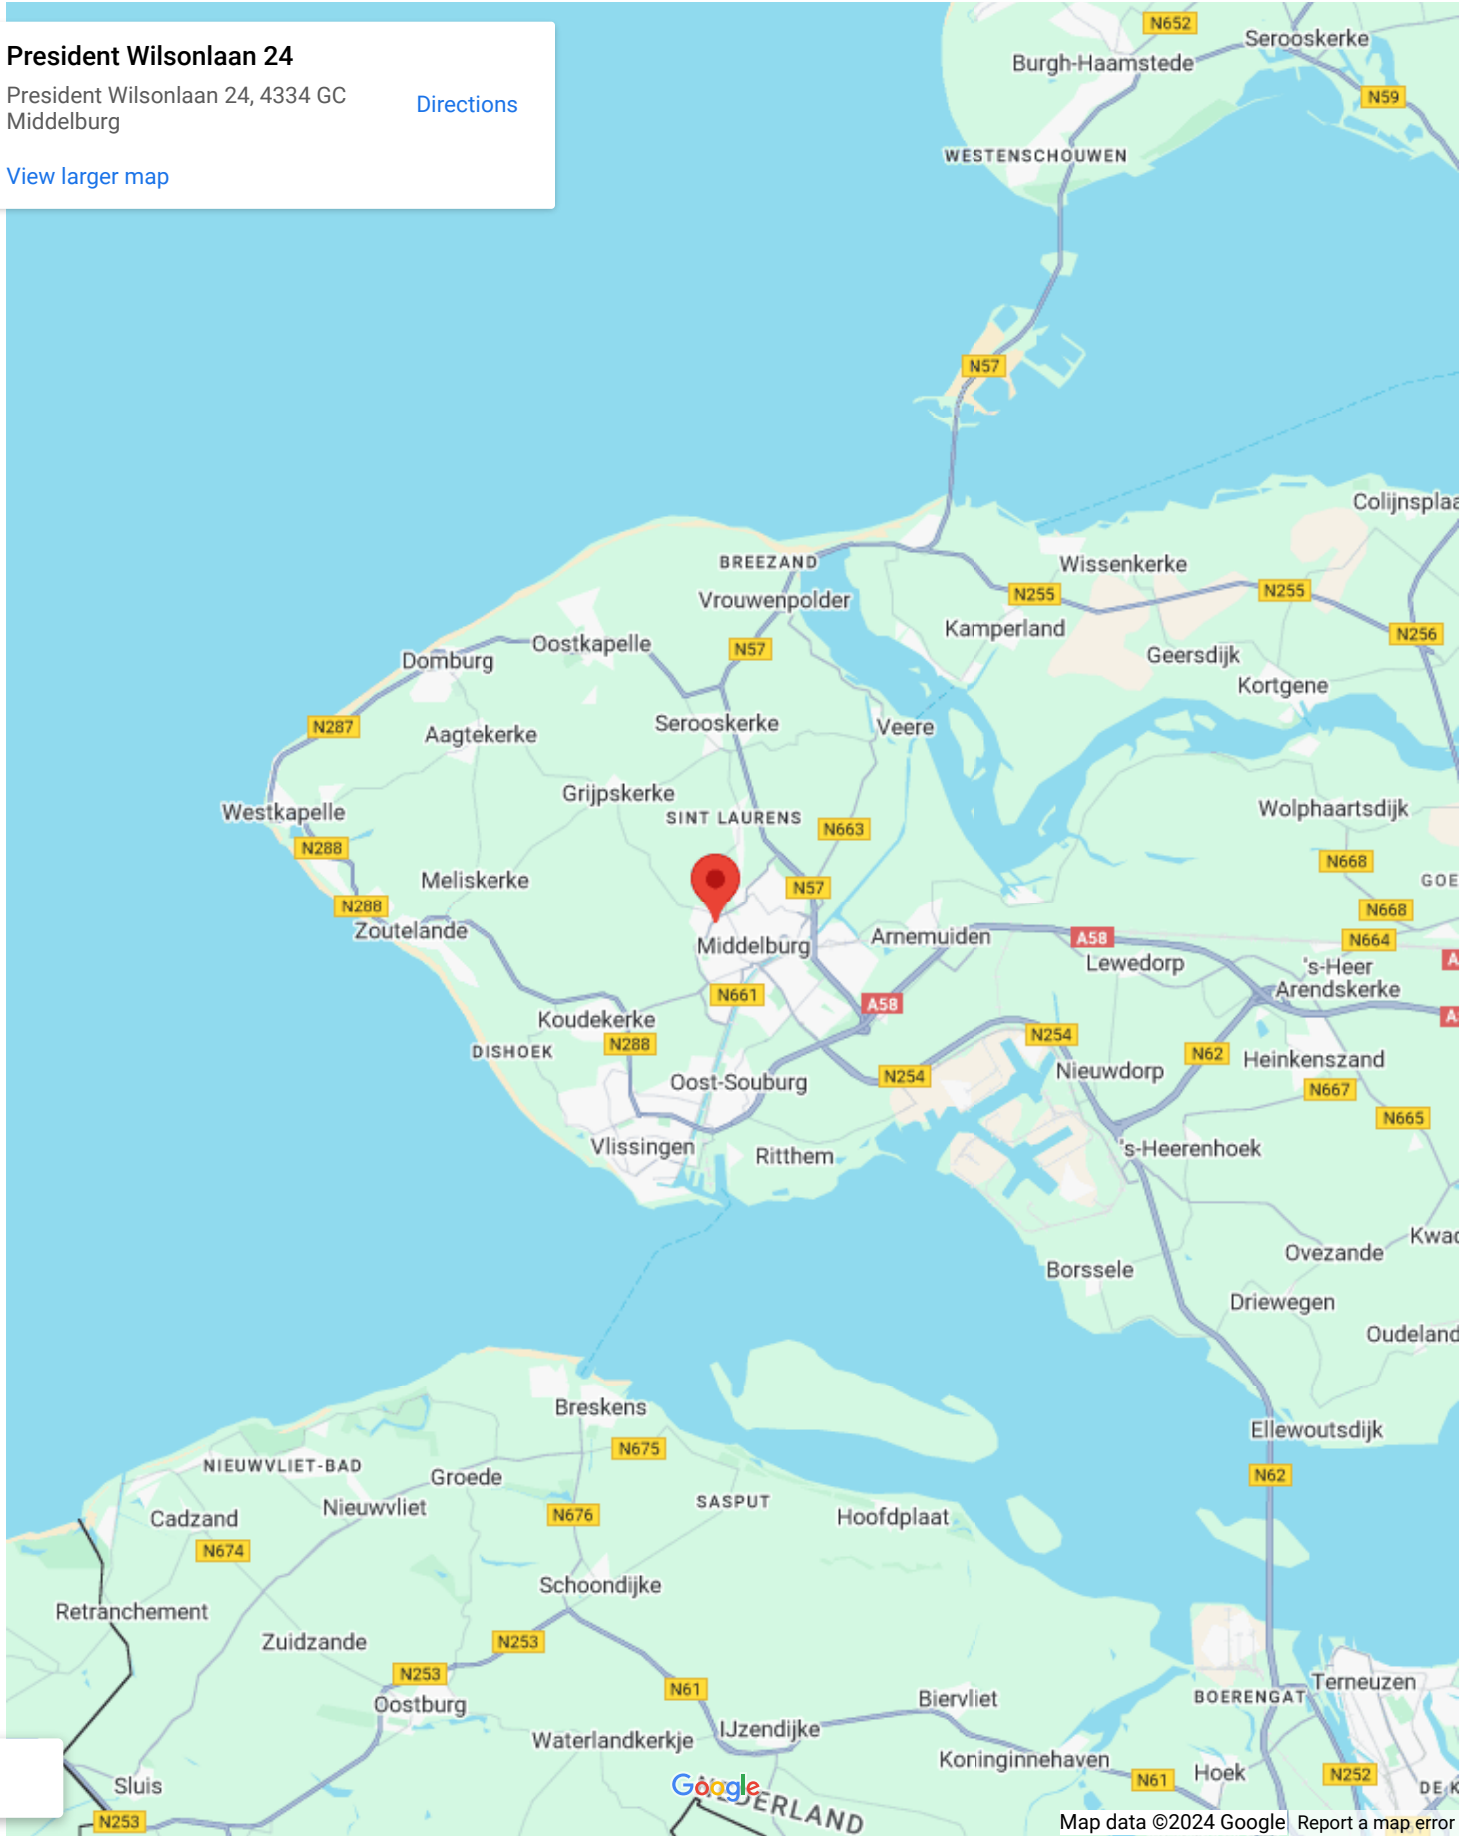 President Wilsonlaan 24
President Wilsonlaan 24, 4334 GC
Middelburg
Directions
View larger map
N652
Serooskerke
Burgh-Haamstede
N59
WESTENSCHOUWEN
N57
Colijnsplaa
BREEZAND
Wissenkerke
Vrouwenpolder
N255
N255
Kamperland
N256
Oostkapelle
N57
Domburg
Geersdijk
Kortgene
N287
Serooskerke
Veere
Aagtekerke
Grijpskerke
Westkapelle
SINT LAURENS
N663
Wolphaartsdijk
N288
N668
Meliskerke
N57
GOE
N288
N668
Zoutelande
Middelburg
Arnemuiden
A58
N664
Lewedorp
's-Heer
Arendskerke
A
N661
A58
A
Koudekerke
N288
N254
DISHOEK
N62
Heinkenszand
Oost-Souburg
N254
Nieuwdorp
N667
N665
Vlissingen
Ritthem
's-Heerenhoek
Kwad
Ovezande
Borssele
Driewegen
Oudeland
Breskens
Ellewoutsdijk
N675
NIEUWVLIET-BAD
Groede
N62
Nieuwvliet
SASPUT
Cadzand
N676
Hoofdplaat
N674
Schoondijke
Retranchement
Zuidzande
N253
N253
N61
Terneuzen
Oostburg
Biervliet
BOERENGAT
Waterlandkerkje
IJzendijke
Koninginnehaven
Hoek
N61
N252
Sluis
DE K
Google
NEDERLAND
N253
Map data ©2024 Google
Report a map error